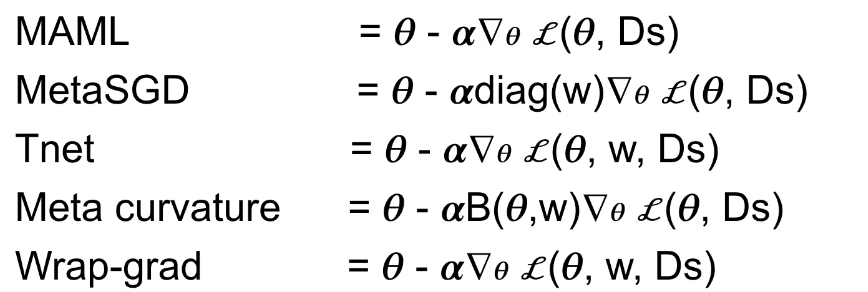 MAML = θ - α∇θ ℒ(θ, Ds)
MetaSGD = θ - αdiag(w)∇θ ℒ(θ, Ds)
Tnet = θ - α∇θ ℒ(θ, w, Ds)
Meta curvature = θ - αB(θ,w)∇θ ℒ(θ, Ds)
Wrap-grad = θ - α∇θ ℒ(θ, w, Ds)